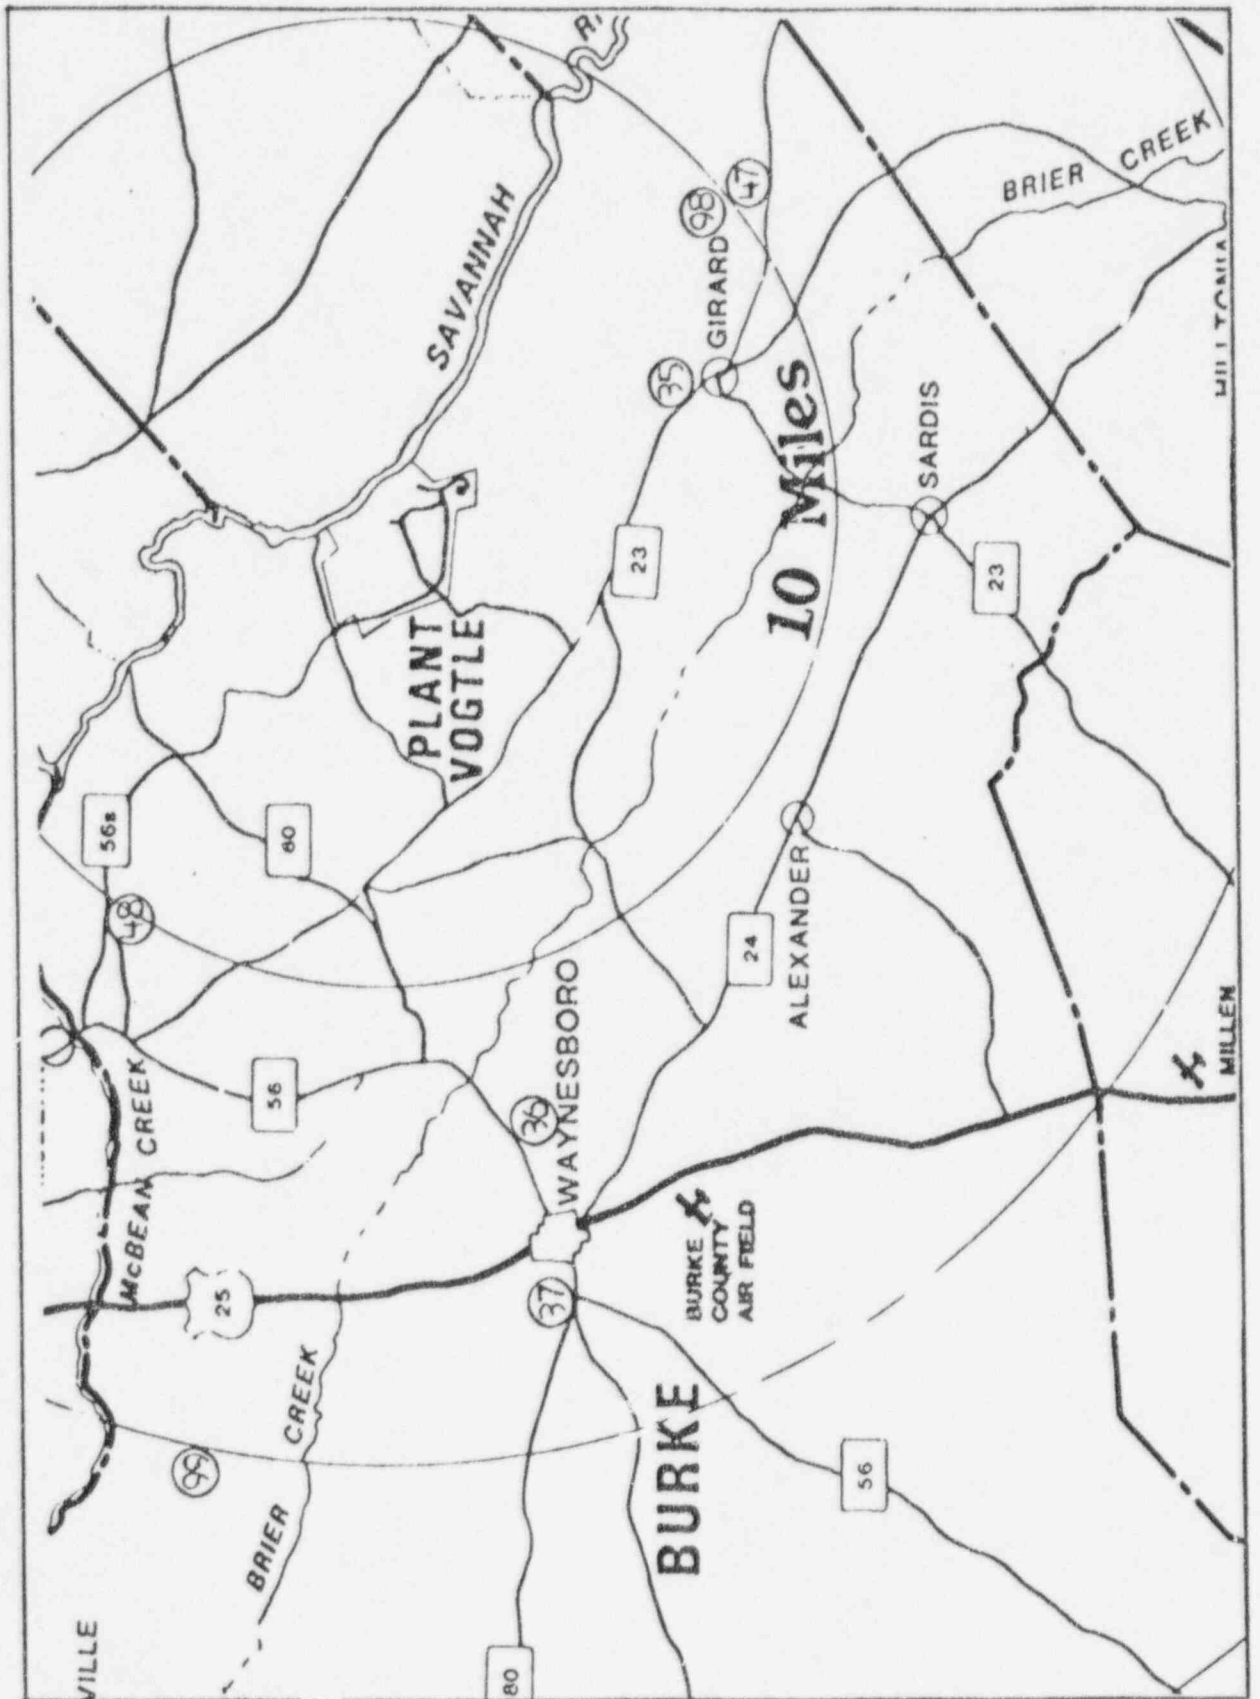 R.
SAVANNAH
BRIER CREEK
47
98
GIRARD
35
10 Miles
SARDIS
23
23
PLANT
VOGTLE
56s
80
48
ALEXANDER
24
WAYNESBORO
36
56
McBEAN CREEK
MILLEN
BURKE
COUNTY
AIR FIELD
25
37
BRIER CREEK
99
BURKE
56
80
VILLE